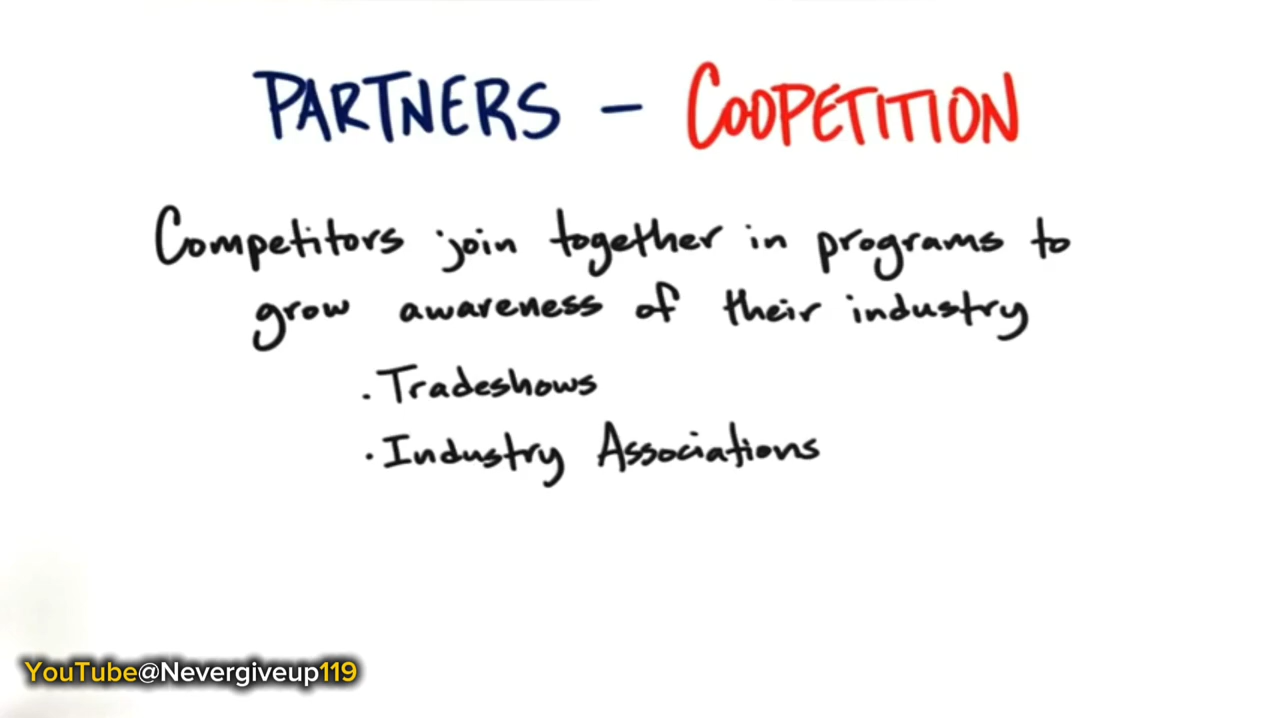 PARTNERS - COOPETITION
Competitors join together in programs to
grow awareness of their industry
. Tradeshows
. Industry Associations
YouTube@Nevergiveup119